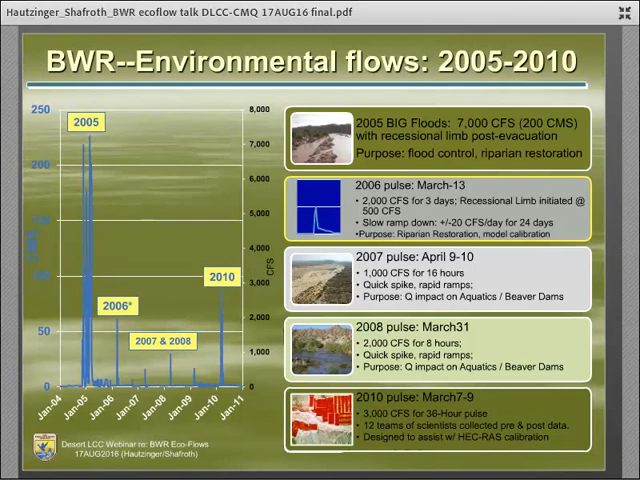 Hautzinger_Shafroth_BWR ecoflow talk DLCC-CMQ 17AUG16 final.pdf
BWR--Environmental flows: 2005-2010
250
200
150
100
50
0
CMS
8,000
7,000
6,000
5,000
4,000
3,000
2,000
1,000
0
CFS
2005
2006*
2007 & 2008
2010
Jan-04
Jan-05
Jan-06
Jan-07
Jan-08
Jan-09
Jan-10
Jan-11
2005 BIG Floods: 7,000 CFS (200 CMS)
with recessional limb post-evacuation
Purpose: flood control, riparian restoration
2006 pulse: March-13
• 2,000 CFS for 3 days; Recessional Limb initiated @
500 CFS
• Slow ramp down: +/-20 CFS/day for 24 days
•Purpose: Riparian Restoration, model calibration
2007 pulse: April 9-10
• 1,000 CFS for 16 hours
• Quick spike, rapid ramps;
• Purpose: Q impact on Aquatics / Beaver Dams
2008 pulse: March31
• 2,000 CFS for 8 hours;
• Quick spike, rapid ramps;
• Purpose: Q impact on Aquatics / Beaver Dams
2010 pulse: March7-9
• 3,000 CFS for 36-Hour pulse
• 12 teams of scientists collected pre & post data.
• Designed to assist w/ HEC-RAS calibration
Desert LCC Webinar re: BWR Eco-Flows
17AUG2016 (Hautzinger/Shafroth)